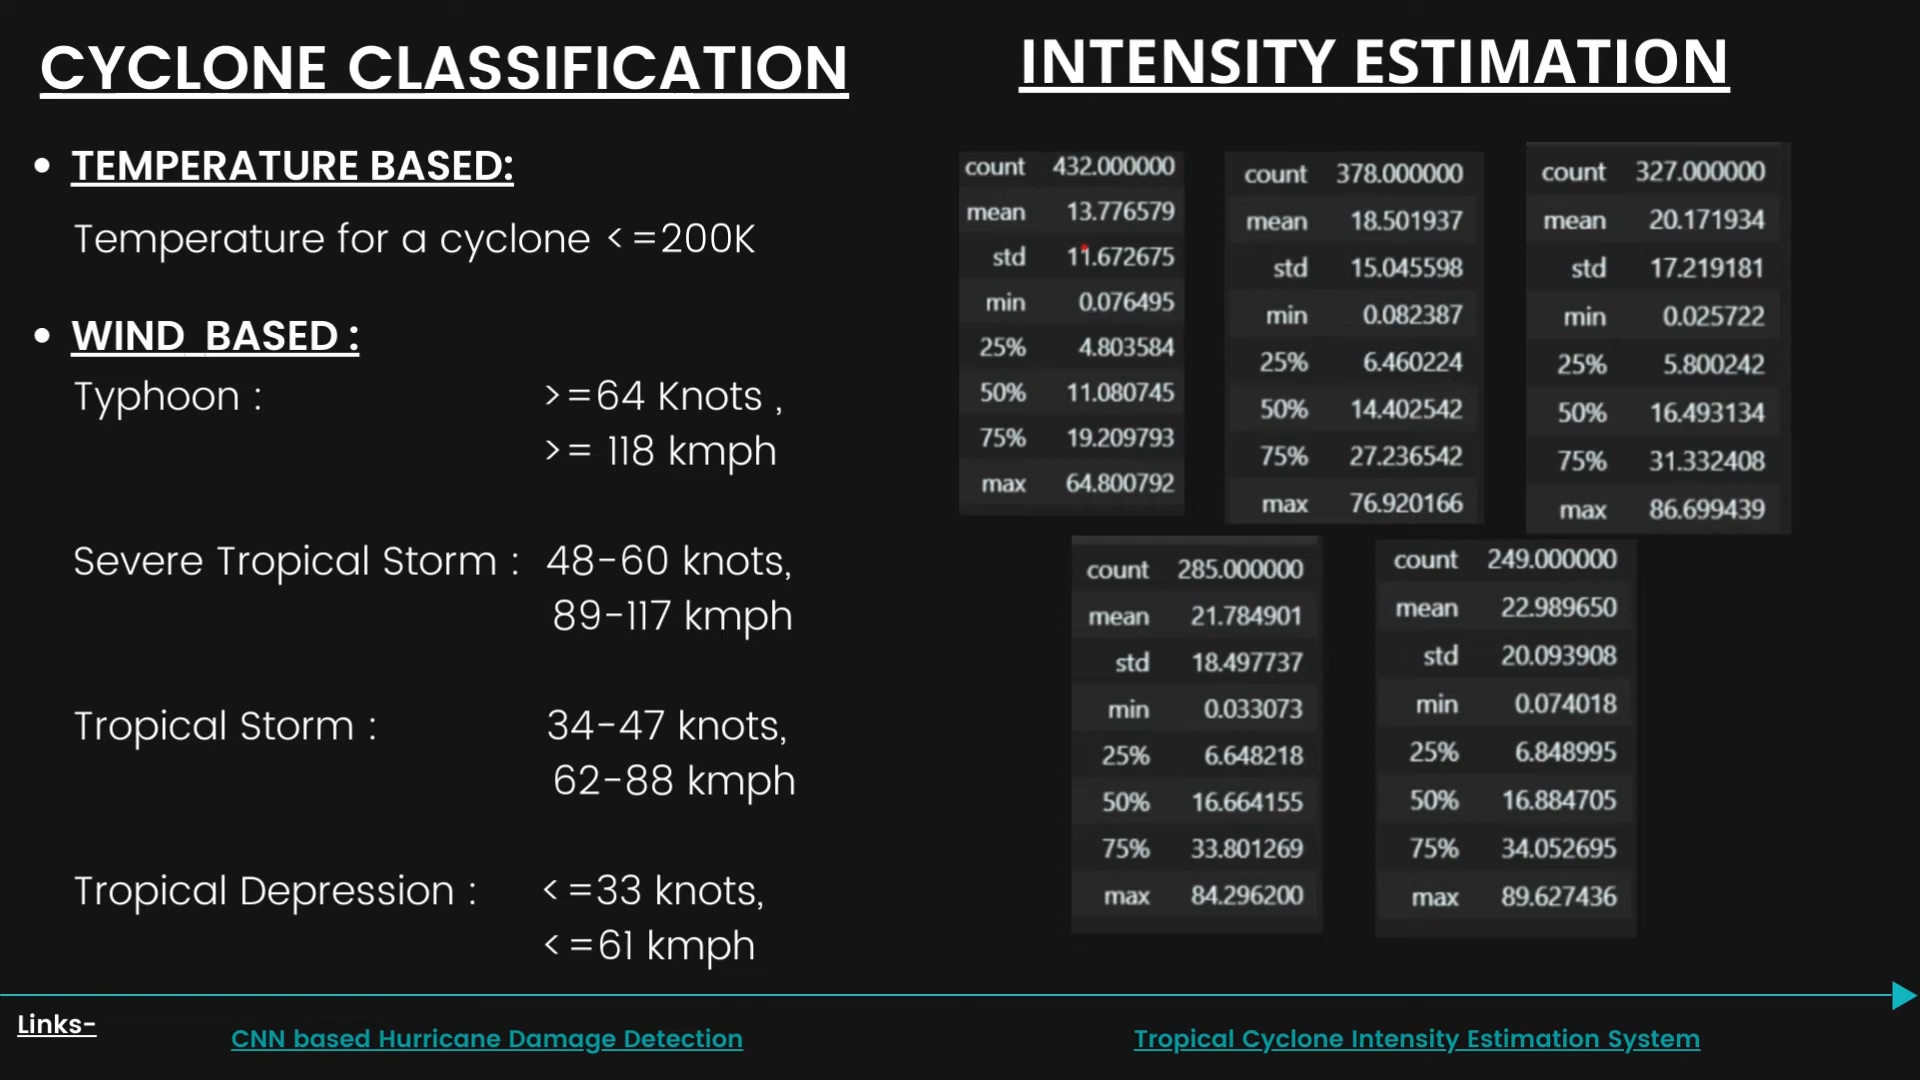 CYCLONE CLASSIFICATION
• TEMPERATURE BASED:
Temperature for a cyclone <=200K
• WIND BASED :
Typhoon : >=64 Knots ,
>= 118 kmph
Severe Tropical Storm : 48-60 knots,
89-117 kmph
Tropical Storm : 34-47 knots,
62-88 kmph
Tropical Depression : <=33 knots,
<=61 kmph
INTENSITY ESTIMATION
count 432.000000
mean 13.776579
std 11.672675
min 0.076495
25% 4.803584
50% 11.080745
75% 19.209793
max 64.800792
count 378.000000
mean 18.501937
std 15.045598
min 0.082387
25% 6.460224
50% 14.402542
75% 27.236542
max 76.920166
count 327.000000
mean 20.171934
std 17.219181
min 0.025722
25% 5.800242
50% 16.493134
75% 31.332408
max 86.699439
count 285.000000
mean 21.784901
std 18.497737
min 0.033073
25% 6.648218
50% 16.664155
75% 33.801269
max 84.296200
count 249.000000
mean 22.989650
std 20.093908
min 0.074018
25% 6.848995
50% 16.884705
75% 34.052695
max 89.627436
Links-
CNN based Hurricane Damage Detection
Tropical Cyclone Intensity Estimation System